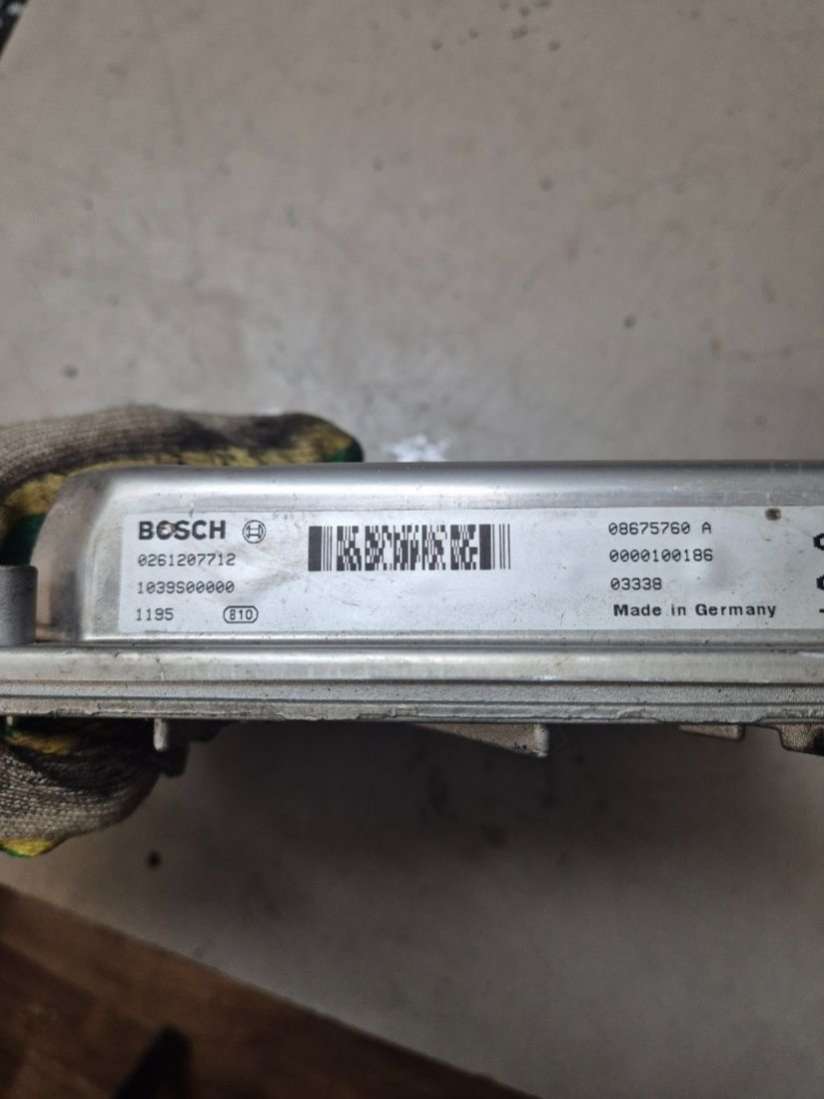 BOSCH
0261207712
1039S00000
1195 810
08675760 A
0000100186
03338
Made in Germany